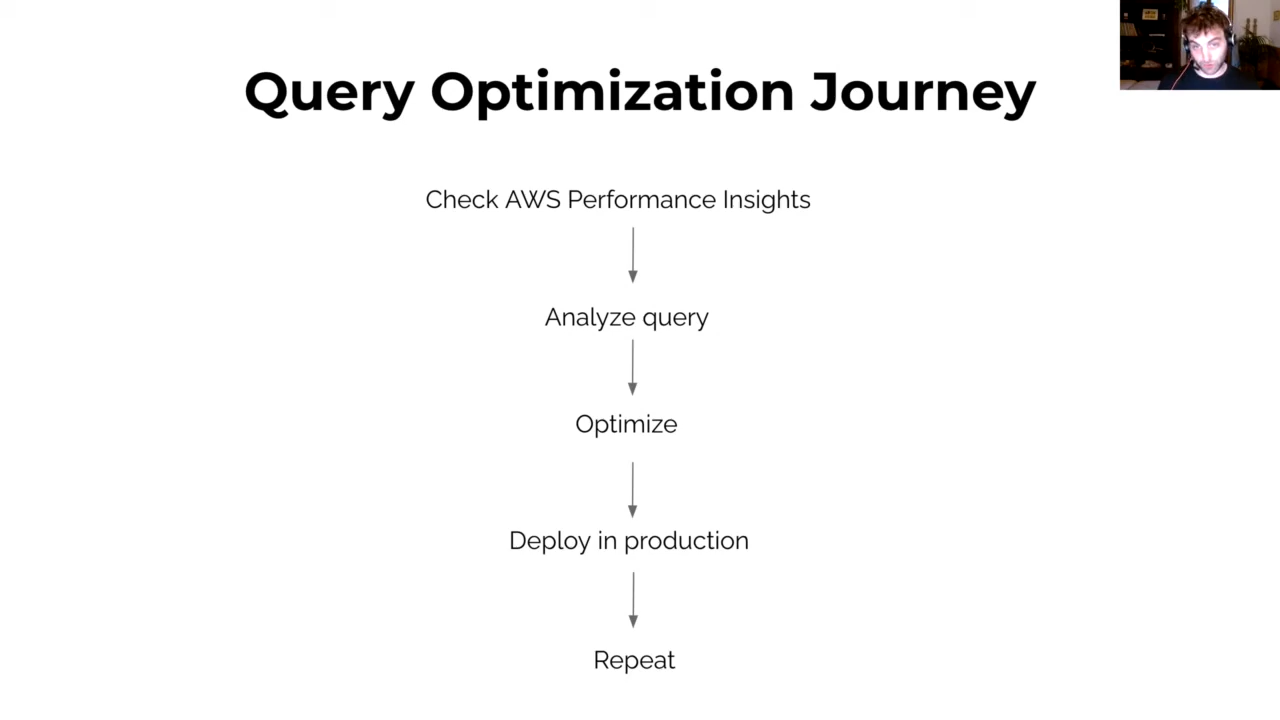 Query Optimization Journey
Check AWS Performance Insights
Analyze query
Optimize
Deploy in production
Repeat